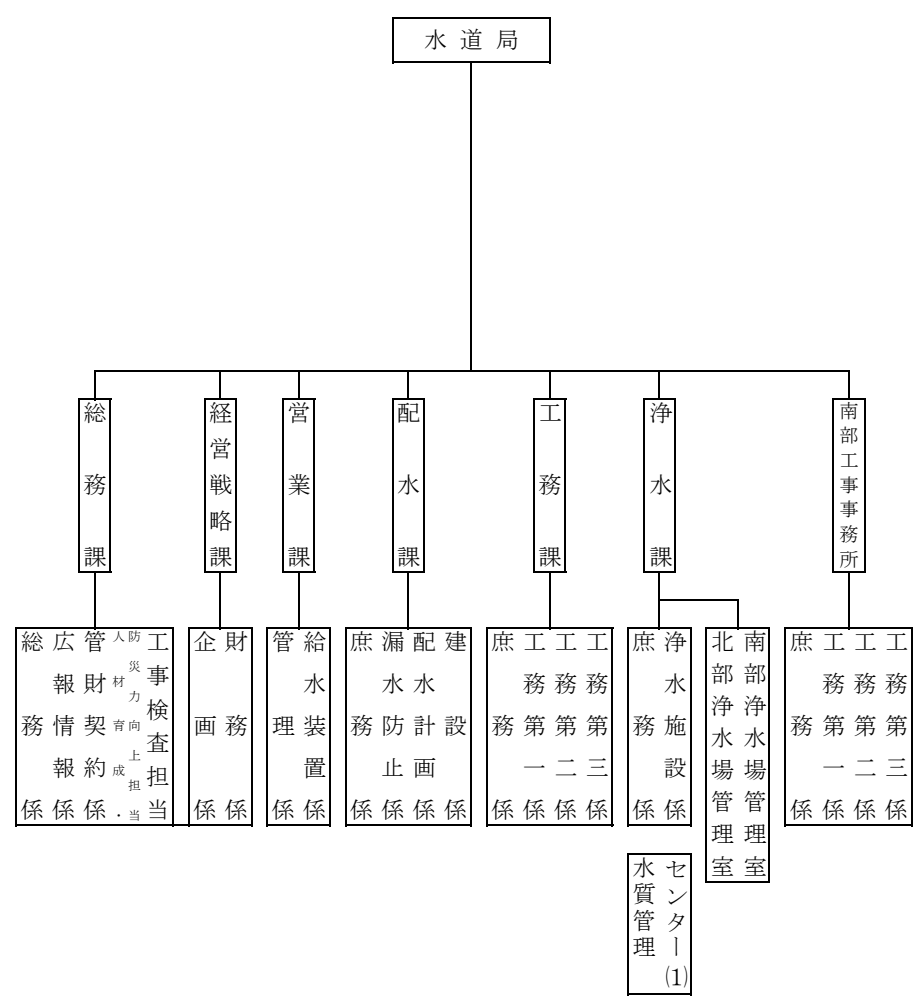 水道局
総務課
経営戦略課
営業課
配水課
工務課
浄水課
南部工事事務所
総務係
広報情報係
管財契約係
人材育成・
防災力向上担当
工事検査担当
企画係
財務係
管理係
給水装置係
庶務係
漏水防止係
配水計画係
建設係
庶務係
工務第一係
工務第二係
工務第三係
庶務係
浄水施設係
北部浄水場管理室
南部浄水場管理室
庶務係
工務第一係
工務第二係
工務第三係
水質管理
センター(1)